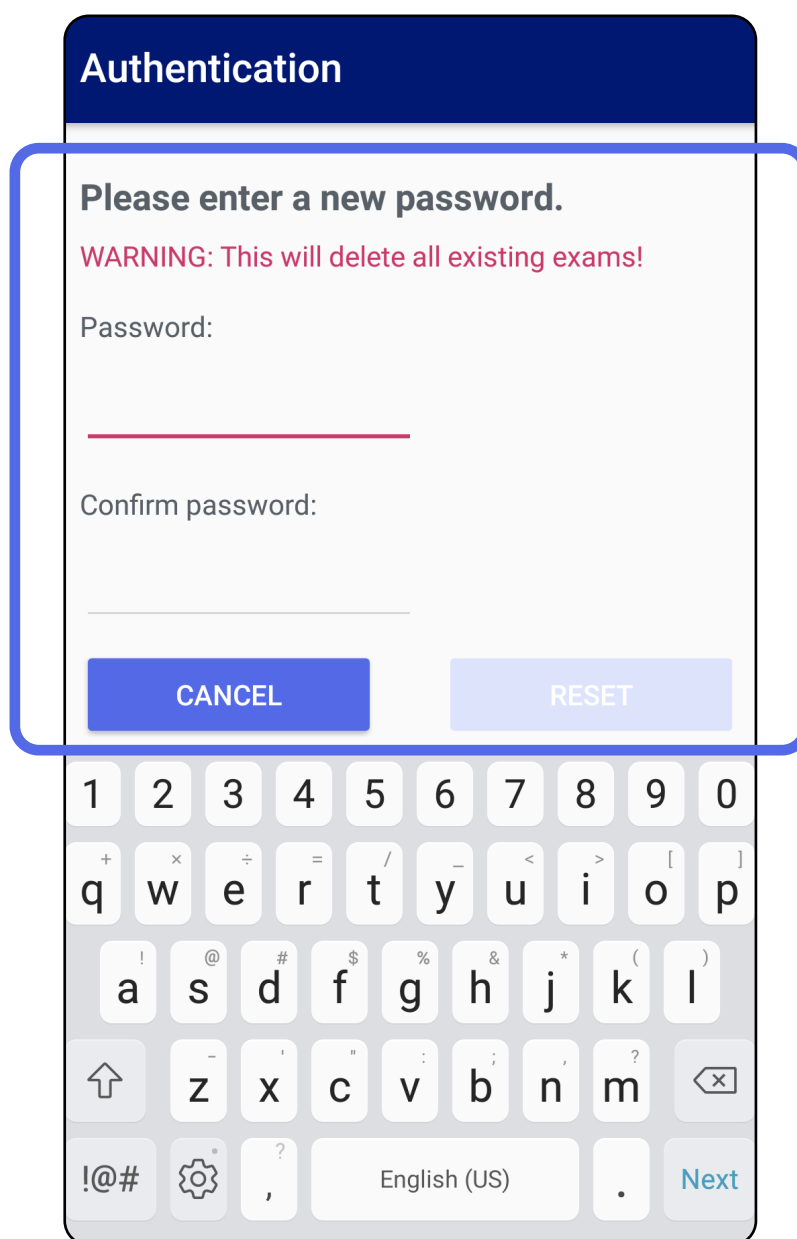 Authentication
Please enter a new password.
WARNING: This will delete all existing exams!
Password:
Confirm password:
CANCEL RESET
1 2 3 4 5 6 7 8 9 0
+ × ÷ = / _ < > [ ]
q w e r t y u i o p
! @ # $ % & * ( )
a s d f g h j k l
- ' " : ; , ?
z x c v b n m
?
!@# , English (US) . Next